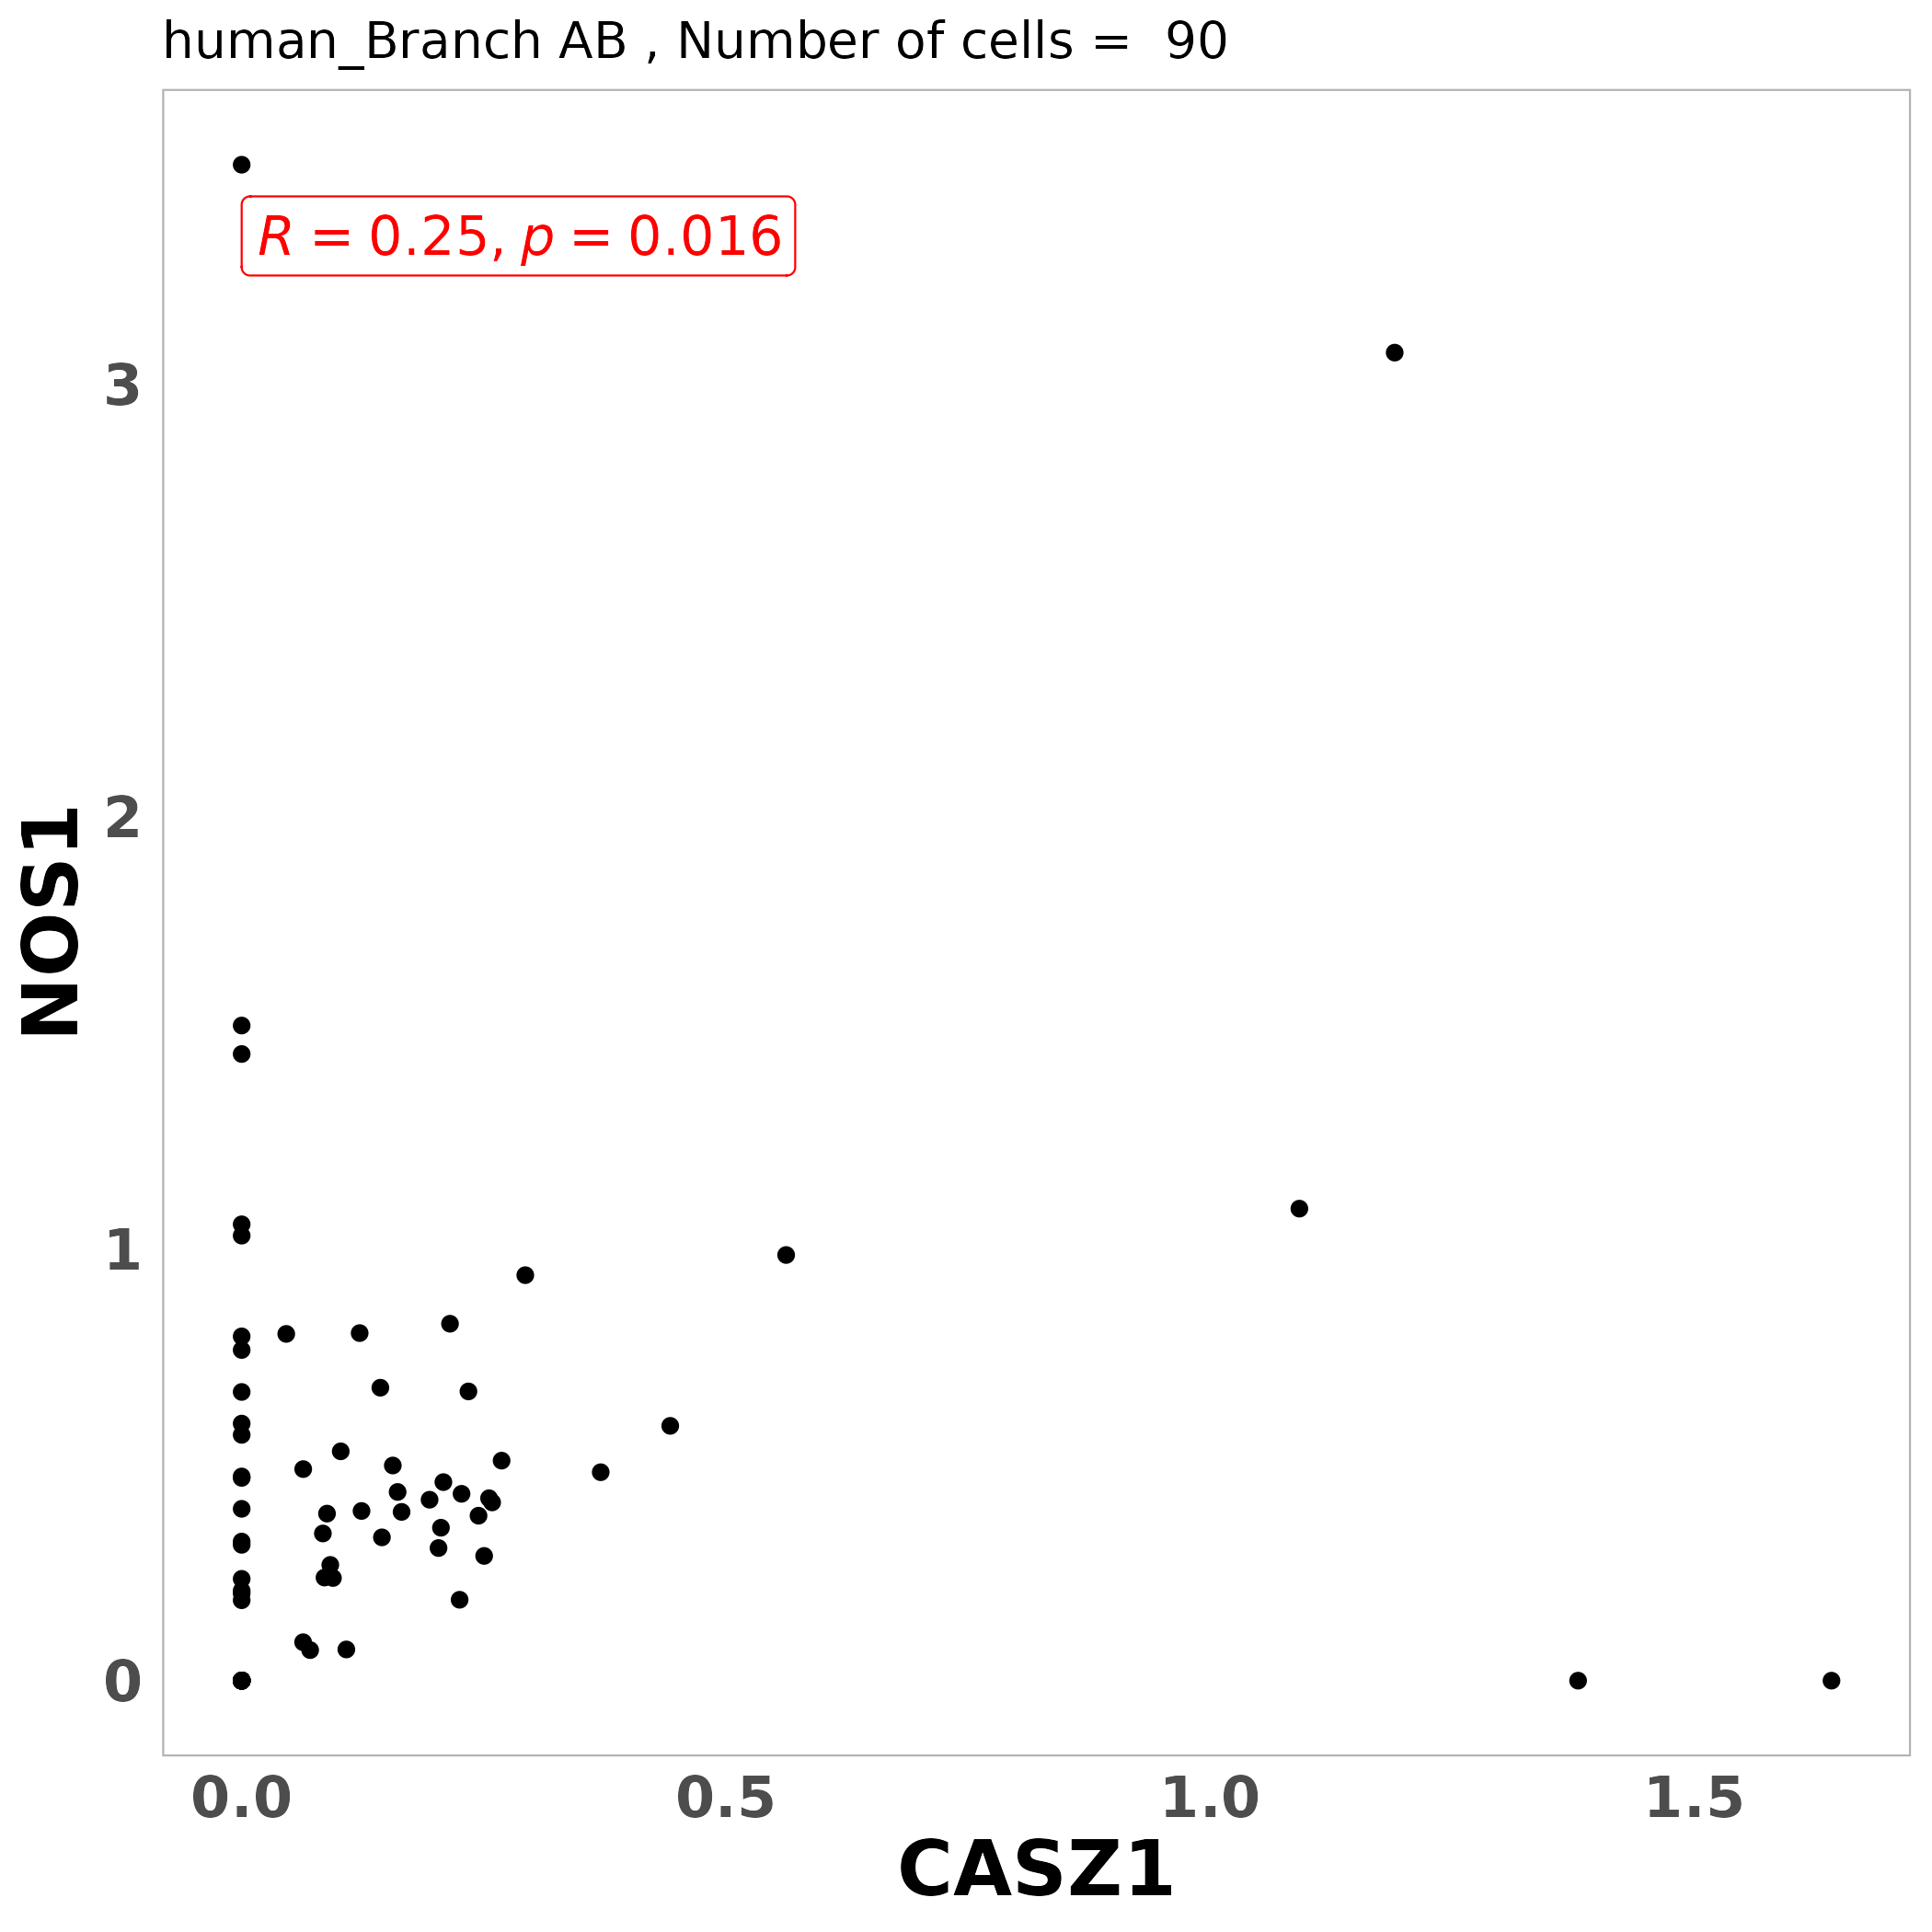 human_Branch AB , Number of cells =  90
R = 0.25, p = 0.016
3
2
1
0
NOS1
0.0 0.5 1.0 1.5
CASZ1